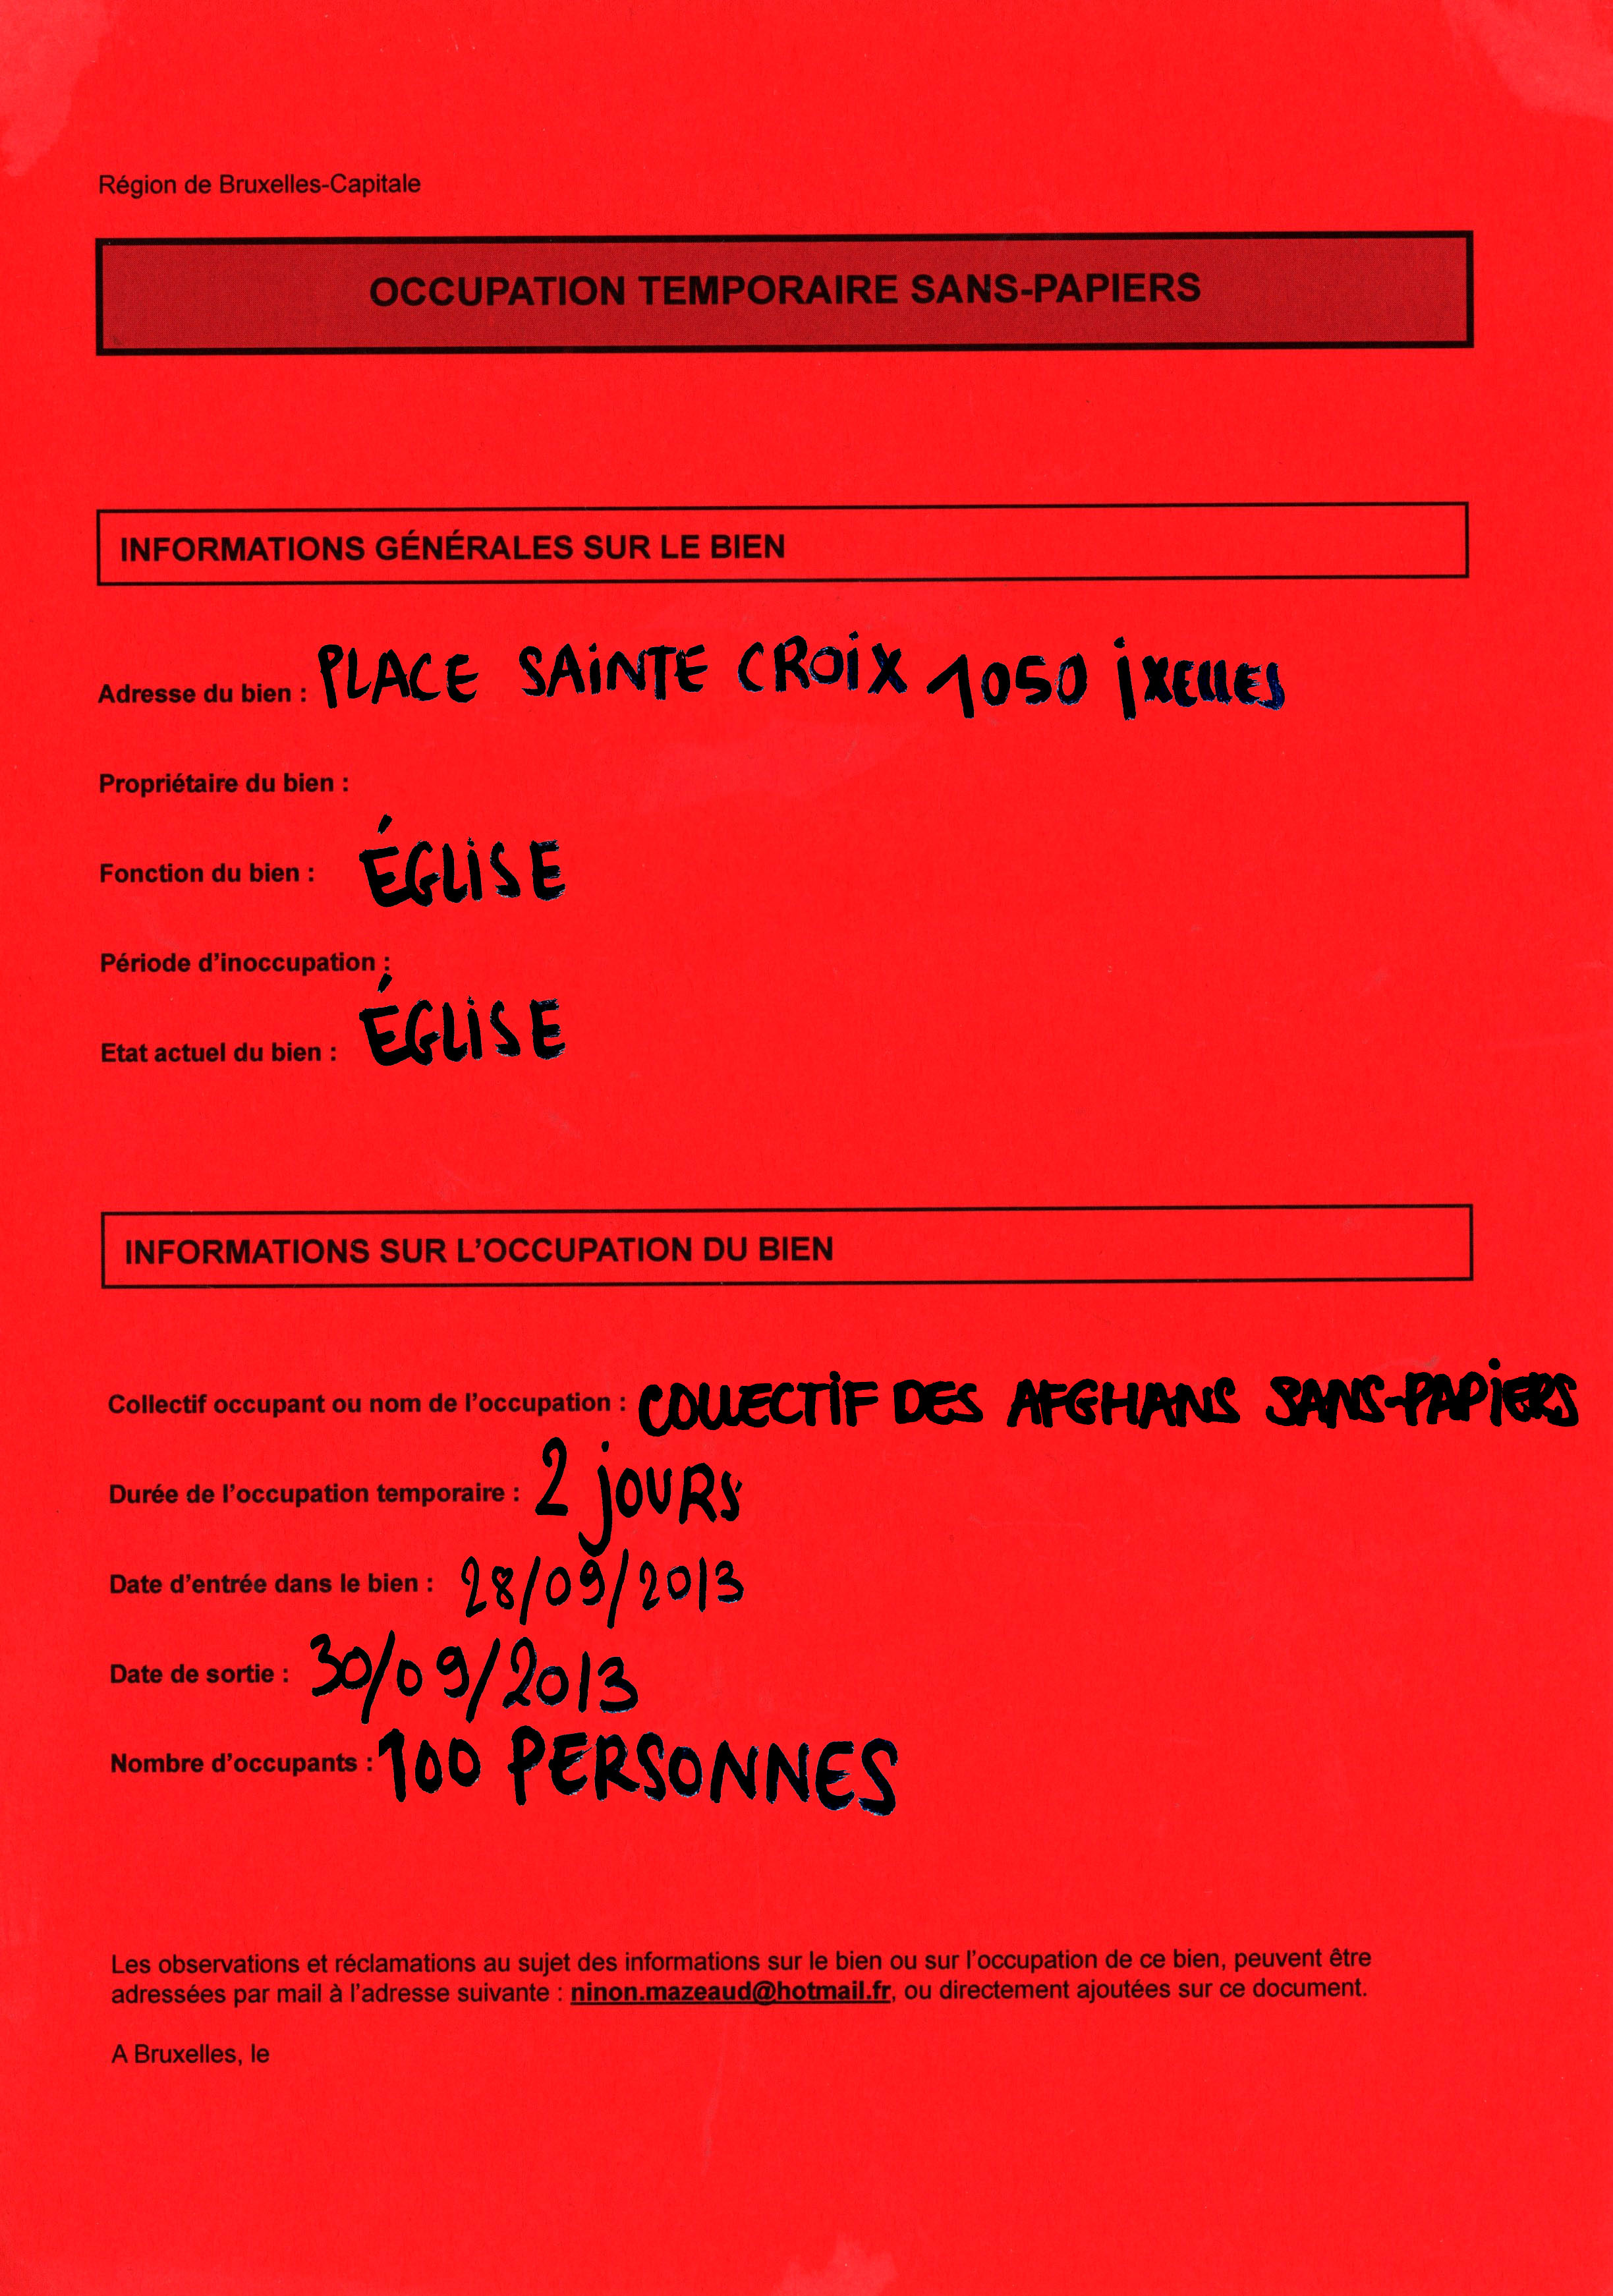 Région de Bruxelles-Capitale
OCCUPATION TEMPORAIRE SANS-PAPIERS
INFORMATIONS GÉNÉRALES SUR LE BIEN
Adresse du bien : PLACE SAINTE CROIX 1050 IXELLES
Propriétaire du bien :
Fonction du bien : ÉGLISE
Période d'inoccupation :
Etat actuel du bien : ÉGLISE
INFORMATIONS SUR L'OCCUPATION DU BIEN
Collectif occupant ou nom de l'occupation : COLLECTIF DES AFGHANS SANS-PAPIERS
Durée de l'occupation temporaire : 2 JOURS
Date d'entrée dans le bien : 28/09/2013
Date de sortie : 30/09/2013
Nombre d'occupants : 100 PERSONNES
Les observations et réclamations au sujet des informations sur le bien ou sur l'occupation de ce bien, peuvent être
adressées par mail à l'adresse suivante : ninon.mazeaud@hotmail.fr, ou directement ajoutées sur ce document.
A Bruxelles, le